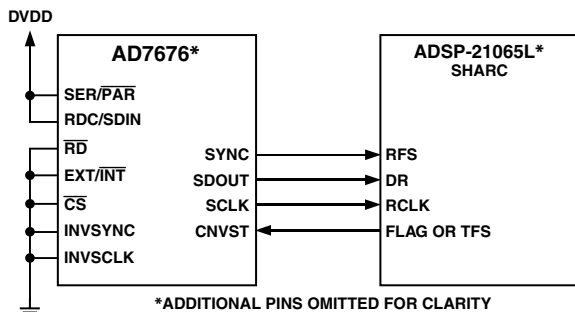 DVDD
AD7676*
SER/PAR
RDC/SDIN
RD
EXT/INT
CS
INVSYNC
INVSCLK
SYNC
SDOUT
SCLK
CNVST
ADSP-21065L*
SHARC
RFS
DR
RCLK
FLAG OR TFS
*ADDITIONAL PINS OMITTED FOR CLARITY